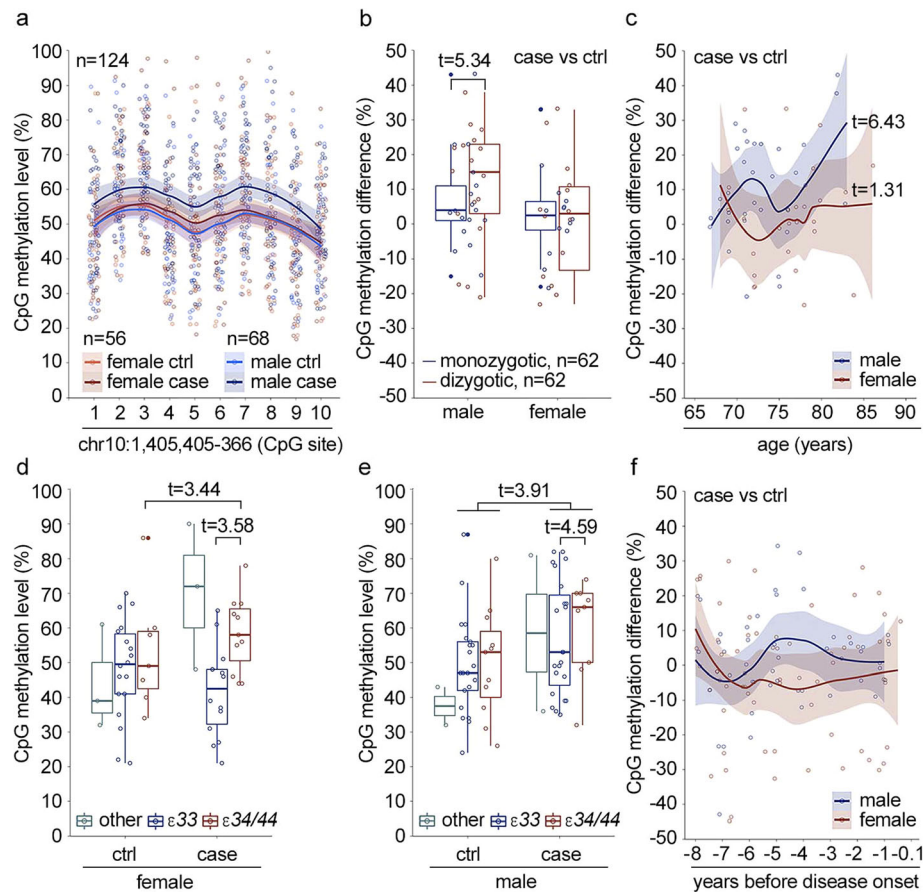 a
b
c
CpG methylation level (%)
100
90
80
70
60
50
40
30
20
10
0
n=124
n=56
n=68
female ctrl
female case
male ctrl
male case
1 2 3 4 5 6 7 8 9 10
chr10:1,405,405-366 (CpG site)
CpG methylation difference (%)
50
40
30
20
10
0
-10
-20
-30
-40
-50
t=5.34
case vs ctrl
monozygotic, n=62
dizygotic, n=62
male female
CpG methylation difference (%)
50
40
30
20
10
0
-10
-20
-30
-40
-50
case vs ctrl
t=6.43
t=1.31
male
female
65 70 75 80 85 90
age (years)
d
e
f
CpG methylation level (%)
100
90
80
70
60
50
40
30
20
10
0
t=3.44
t=3.58
other ε33 ε34/44
ctrl case
female
CpG methylation level (%)
100
90
80
70
60
50
40
30
20
10
0
t=3.91
t=4.59
other ε33 ε34/44
ctrl case
male
CpG methylation difference (%)
50
40
30
20
10
0
-10
-20
-30
-40
-50
case vs ctrl
male
female
-8 -7 -6 -5 -4 -3 -2 -1 -0.1
years before disease onset